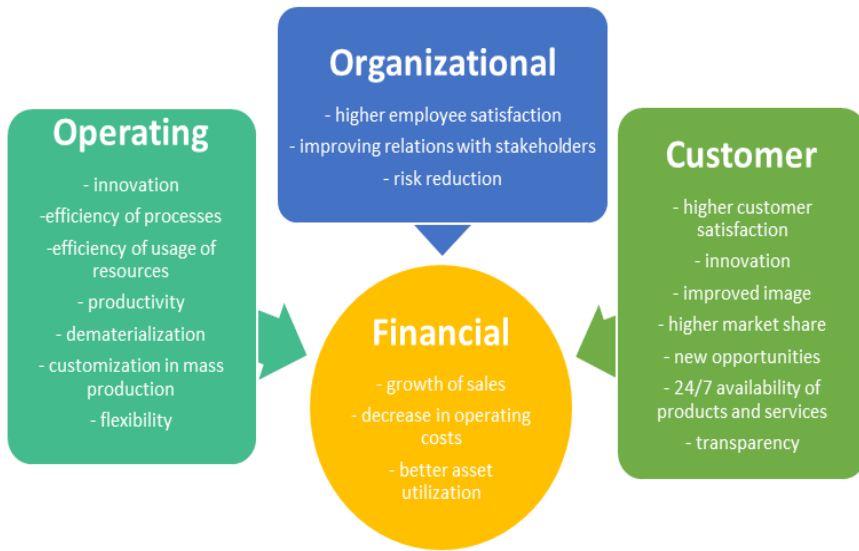 Organizational
- higher employee satisfaction
- improving relations with stakeholders
- risk reduction
Operating
- innovation
-efficiency of processes
-efficiency of usage of
resources
- productivity
- dematerialization
- customization in mass
production
- flexibility
Customer
- higher customer
satisfaction
- innovation
- improved image
- higher market share
- new opportunities
- 24/7 availability of
products and services
- transparency
Financial
- growth of sales
- decrease in operating
costs
- better asset
utilization